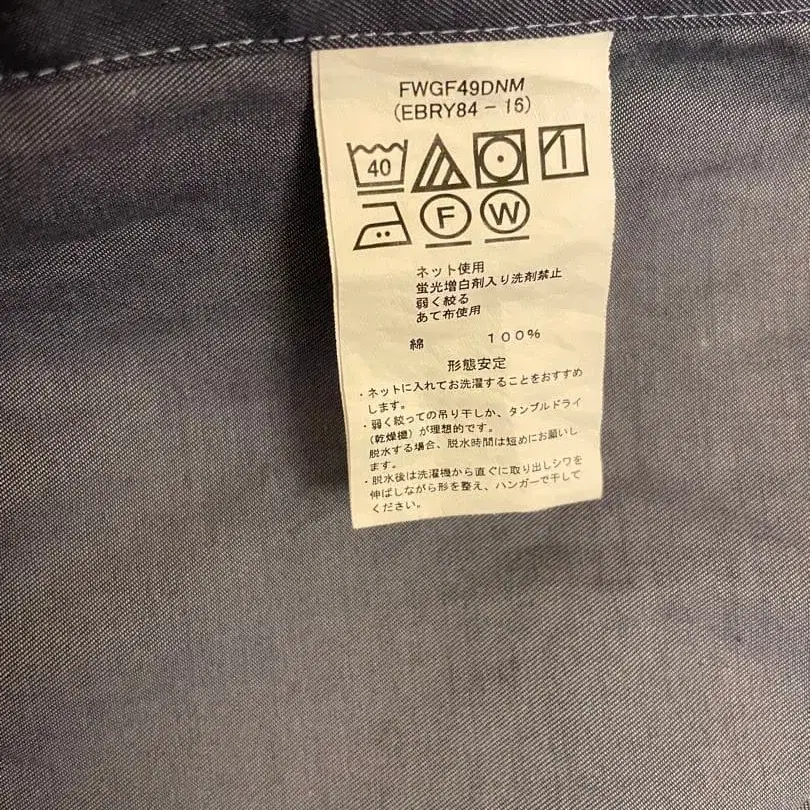 FWGF49DNM
(EBRY84-16)
40
F W
ネット使用
蛍光増白剤入り洗剤禁止
弱く絞る
あて布使用
綿 100%
形態安定
・ネットに入れてお洗濯することをおすすめ
します。
・弱く絞っての吊り干しか、タンブルドライ
(乾燥機)が理想的です。
脱水する場合、脱水時間は短めにお願いし
ます。
・脱水後は洗濯機から直ぐに取り出しシワを
伸ばしながら形を整え、ハンガーで干して
ください。